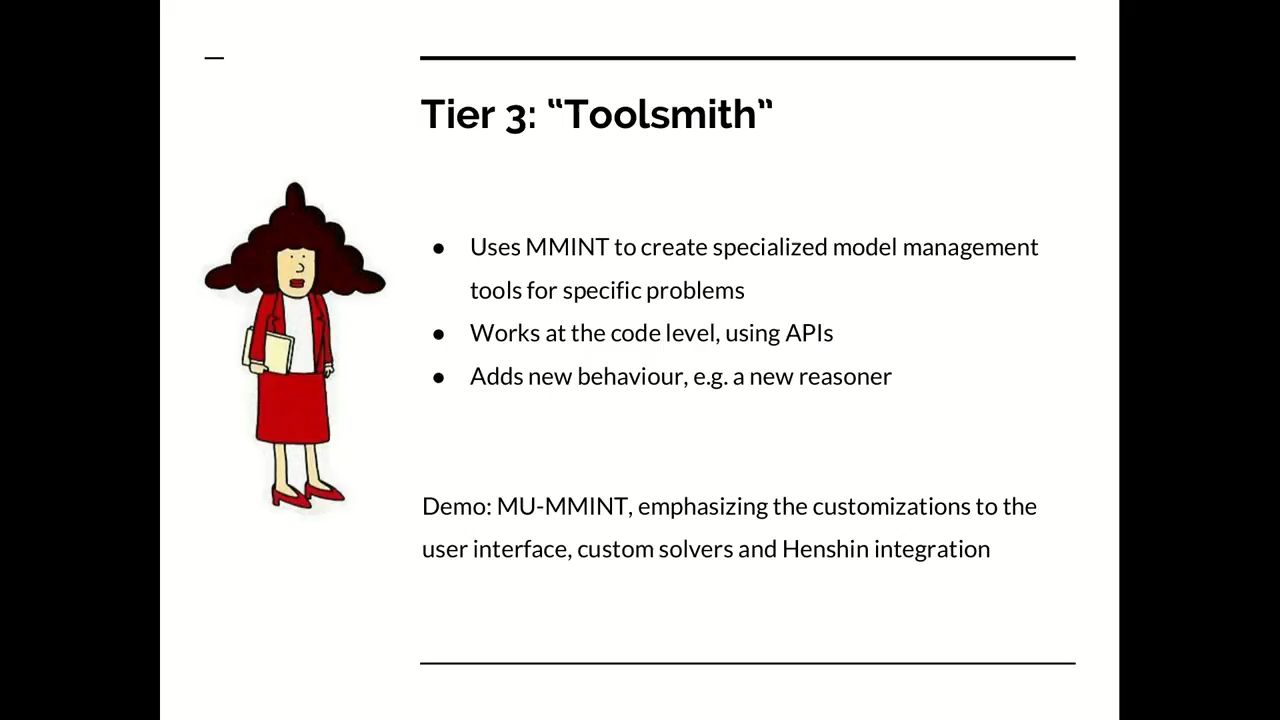 Tier 3: “Toolsmith”
● Uses MMINT to create specialized model management
tools for specific problems
● Works at the code level, using APIs
● Adds new behaviour, e.g. a new reasoner
Demo: MU-MMINT, emphasizing the customizations to the
user interface, custom solvers and Henshin integration